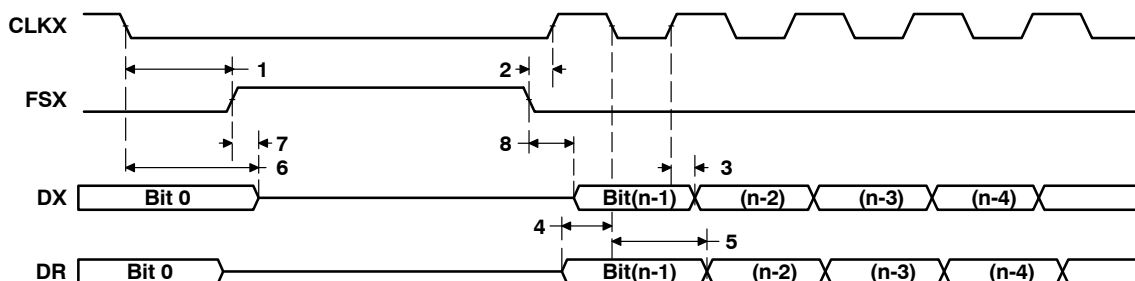 CLKX
1
2
FSX
7
8
6
3
DX
Bit 0
Bit(n-1)
(n-2)
(n-3)
(n-4)
4
5
DR
Bit 0
Bit(n-1)
(n-2)
(n-3)
(n-4)